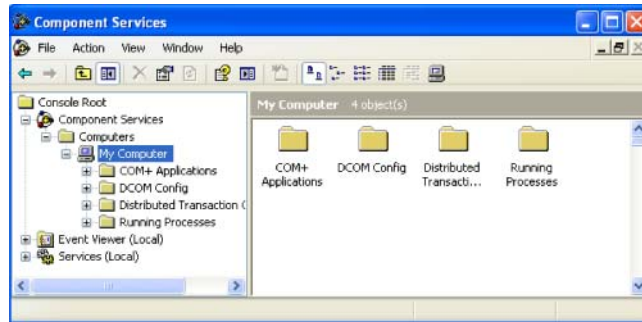 Component Services
File Action View Window Help
Console Root
Component Services
Computers
My Computer
COM+ Applications
DCOM Config
Distributed Transaction C
Running Processes
Event Viewer (Local)
Services (Local)
My Computer 4 object(s)
COM+ Applications
DCOM Config
Distributed Transacti...
Running Processes